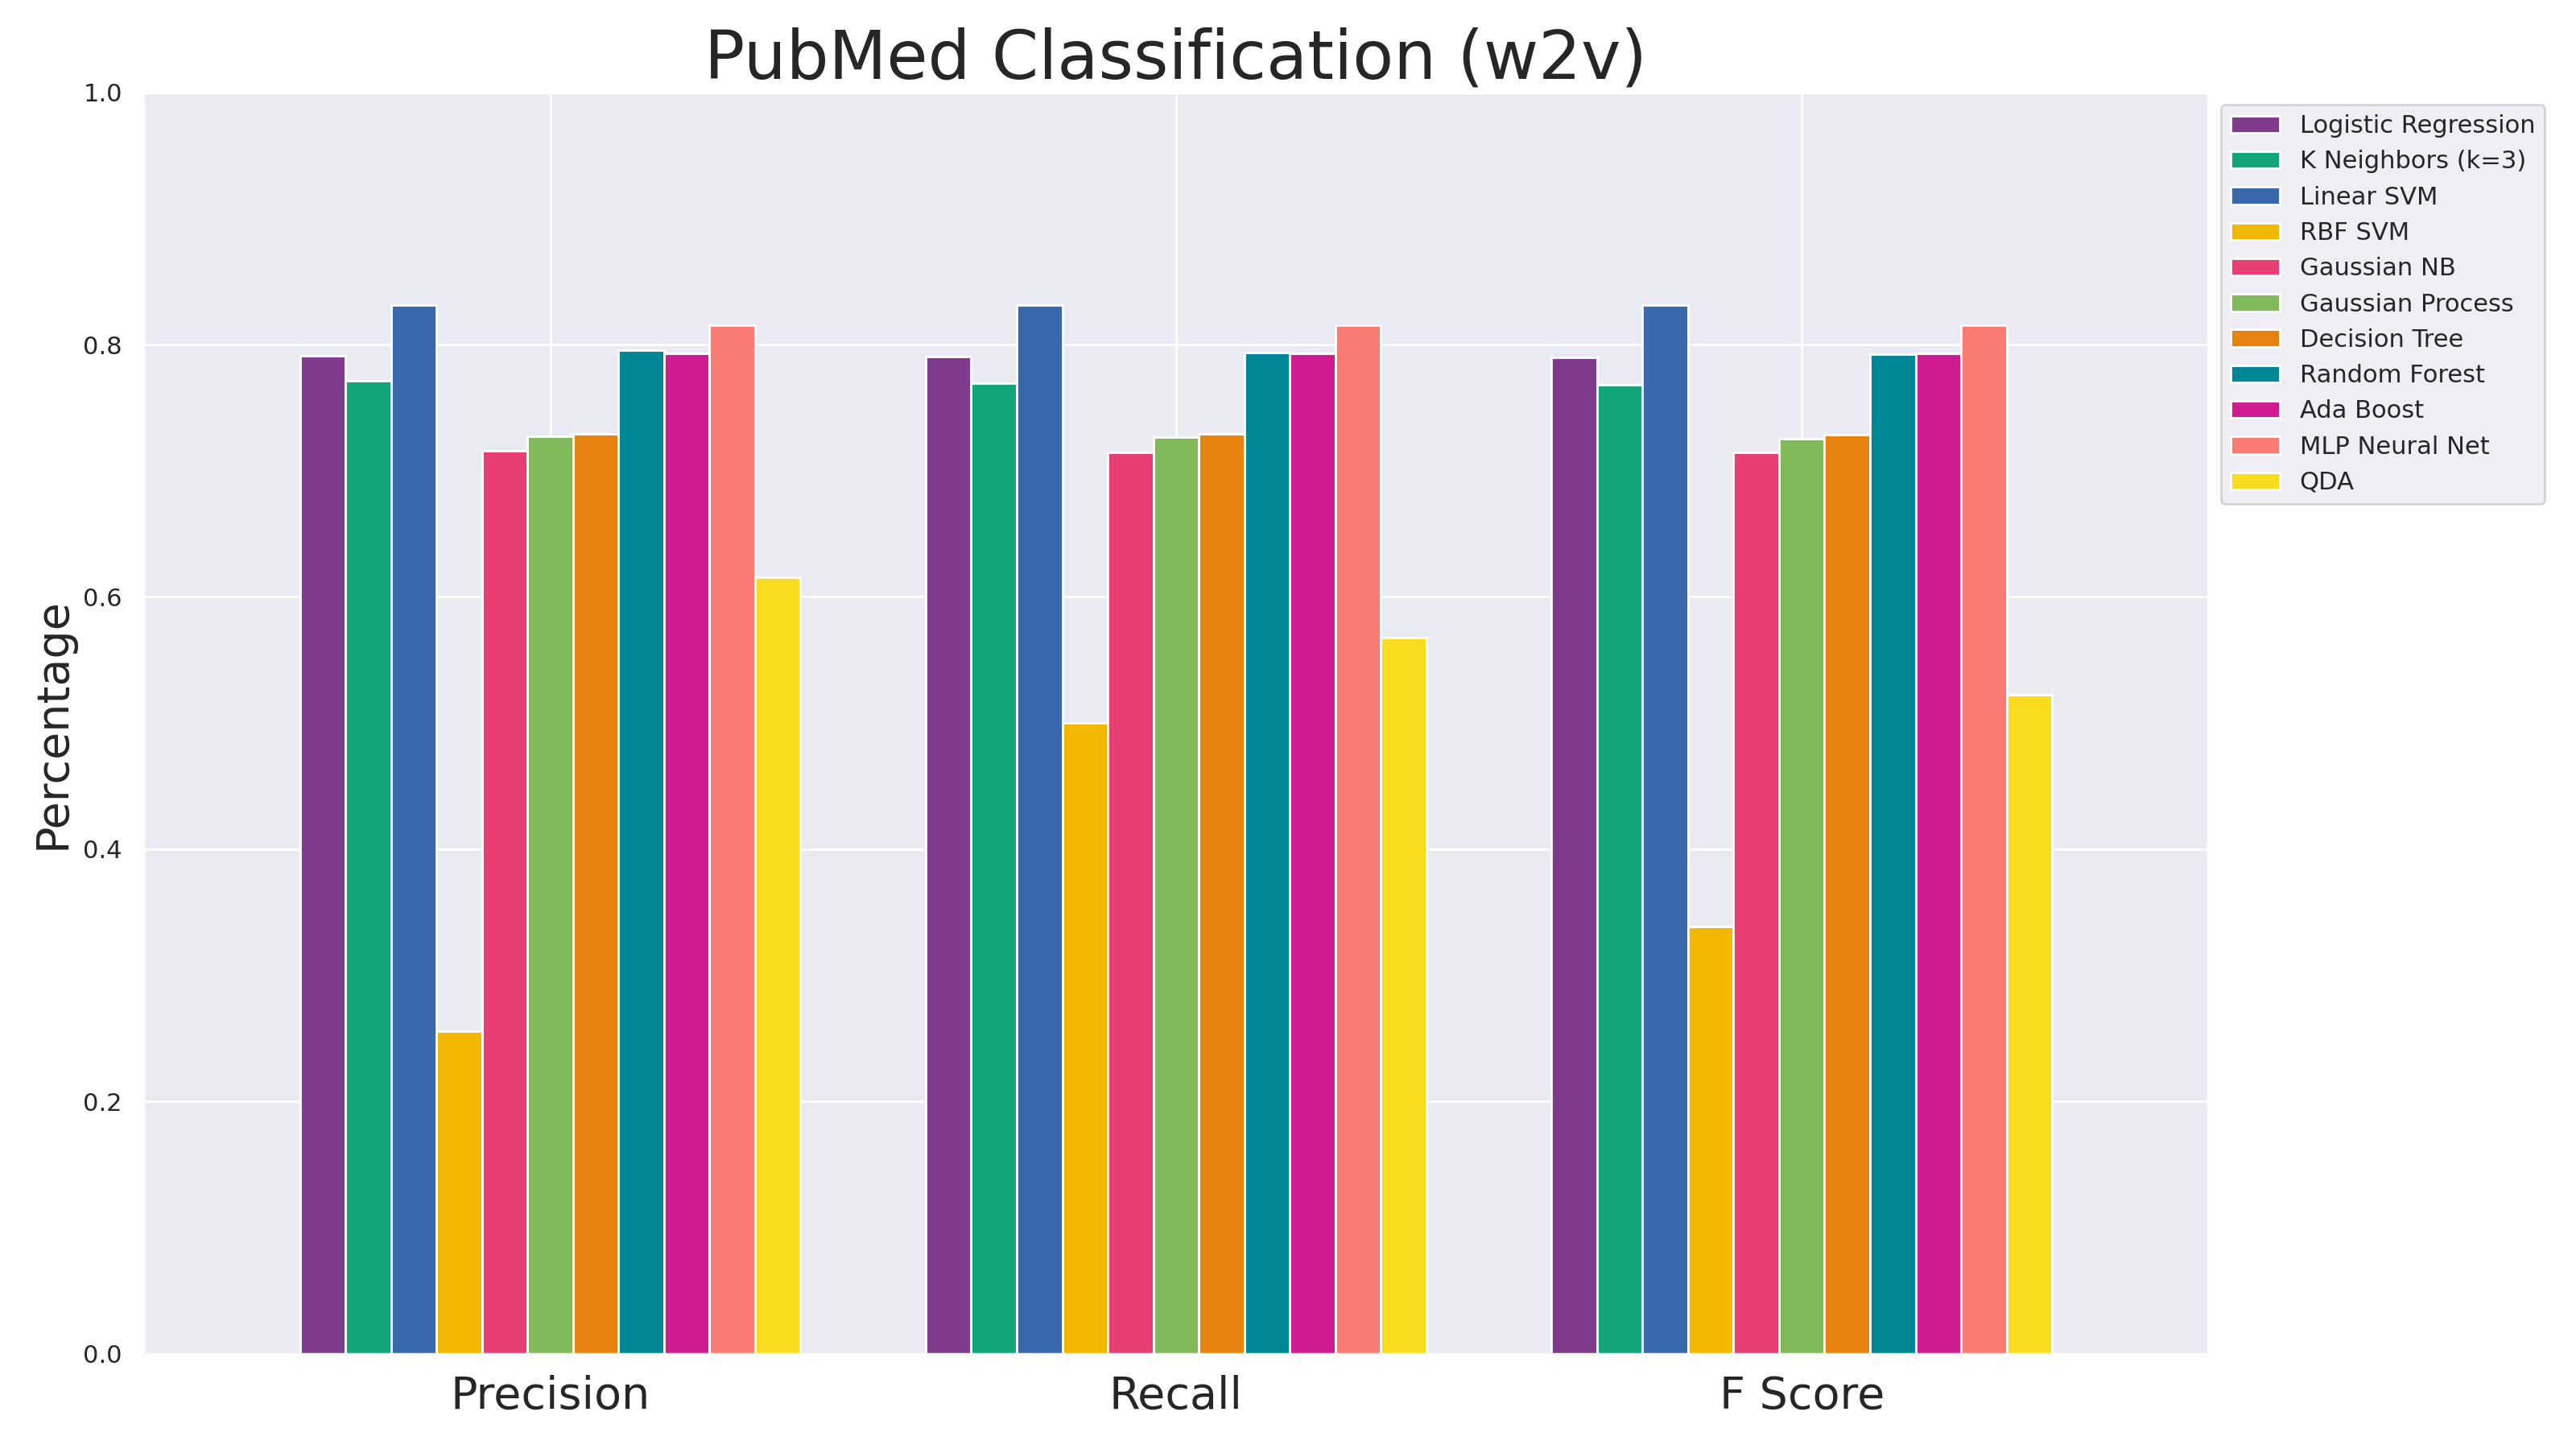 PubMed Classification (w2v)
1.0
0.8
0.6
0.4
0.2
0.0
Percentage
Precision
Recall
F Score
Logistic Regression
K Neighbors (k=3)
Linear SVM
RBF SVM
Gaussian NB
Gaussian Process
Decision Tree
Random Forest
Ada Boost
MLP Neural Net
QDA